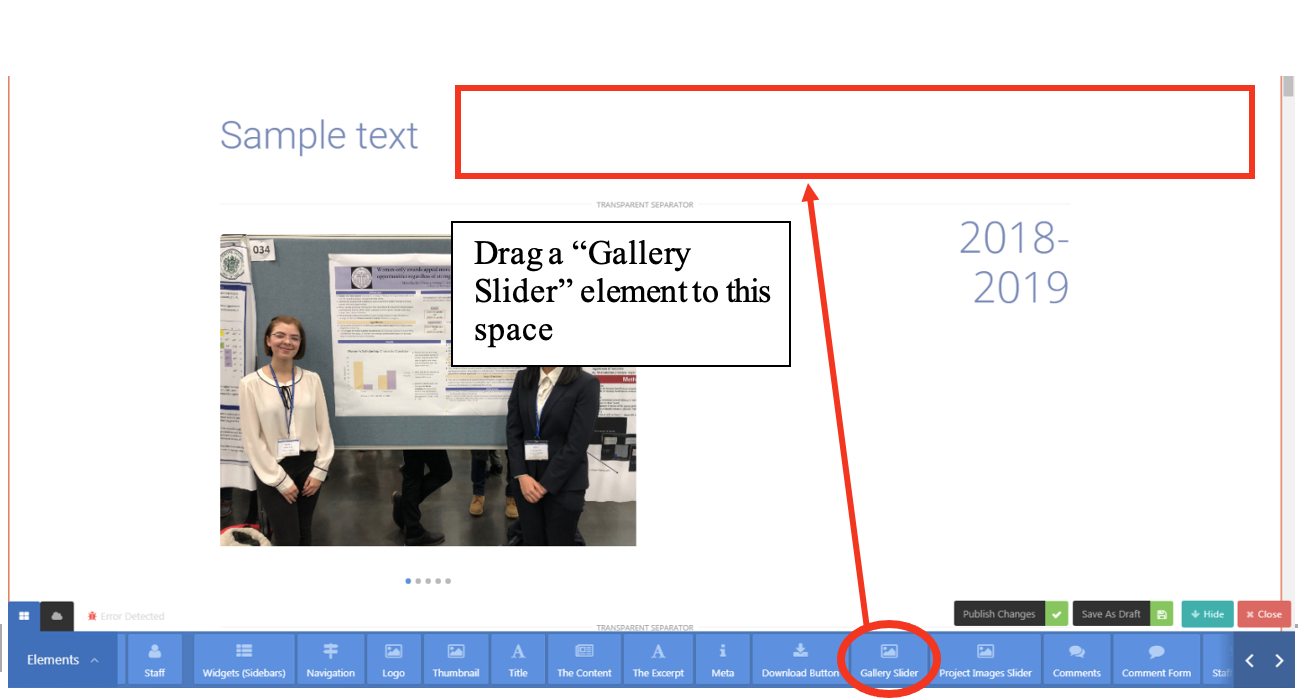 Sample text
TRANSPARENT SEPARATOR
2018-
2019
034
Drag a “Gallery
Slider” element to this
space
Error Detected
Publish Changes
Save As Draft
Hide
Close
TRANSPARENT SEPARATOR
Elements
Staff
Widgets (Sidebars)
Navigation
Logo
Thumbnail
Title
The Content
The Excerpt
Meta
Download Button
Gallery Slider
Project Images Slider
Comments
Comment Form
Staf